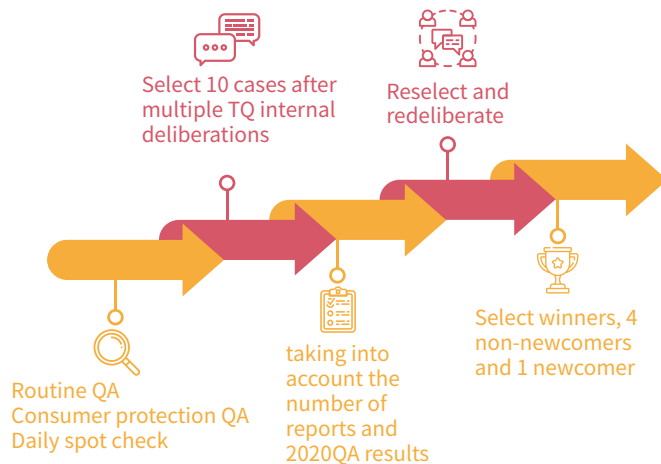 Select 10 cases after
multiple TQ internal
deliberations
Reselect and
redeliberate
Routine QA
Consumer protection QA
Daily spot check
taking into
account the
number of
reports and
2020QA results
Select winners, 4
non-newcomers
and 1 newcomer